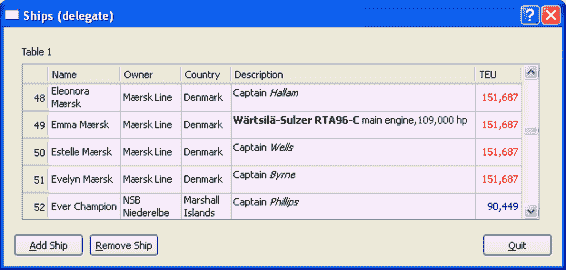 Ships (delegate)
Table 1
Name Owner Country Description TEU
48 Eleonora Mærsk Mærsk Line Denmark Captain Hallam 151,687
49 Emma Mærsk Mærsk Line Denmark Wärtsilä-Sulzer RTA96-C main engine,109,000 hp 151,687
50 Estelle Mærsk Mærsk Line Denmark Captain Wells 151,687
51 Evelyn Mærsk Mærsk Line Denmark Captain Byrne 151,687
52 Ever Champion NSB Niederelbe Marshall Islands Captain Phillips 90,449
Add Ship Remove Ship Quit